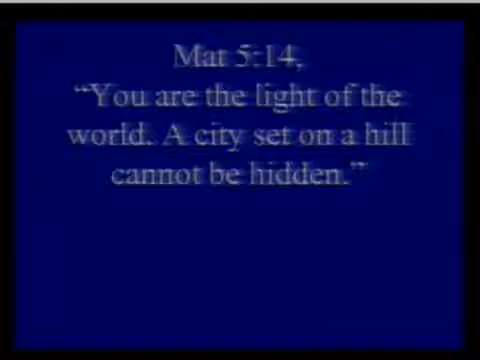 Mat 5:14,
“You are the light of the
world. A city set on a hill
cannot be hidden.”